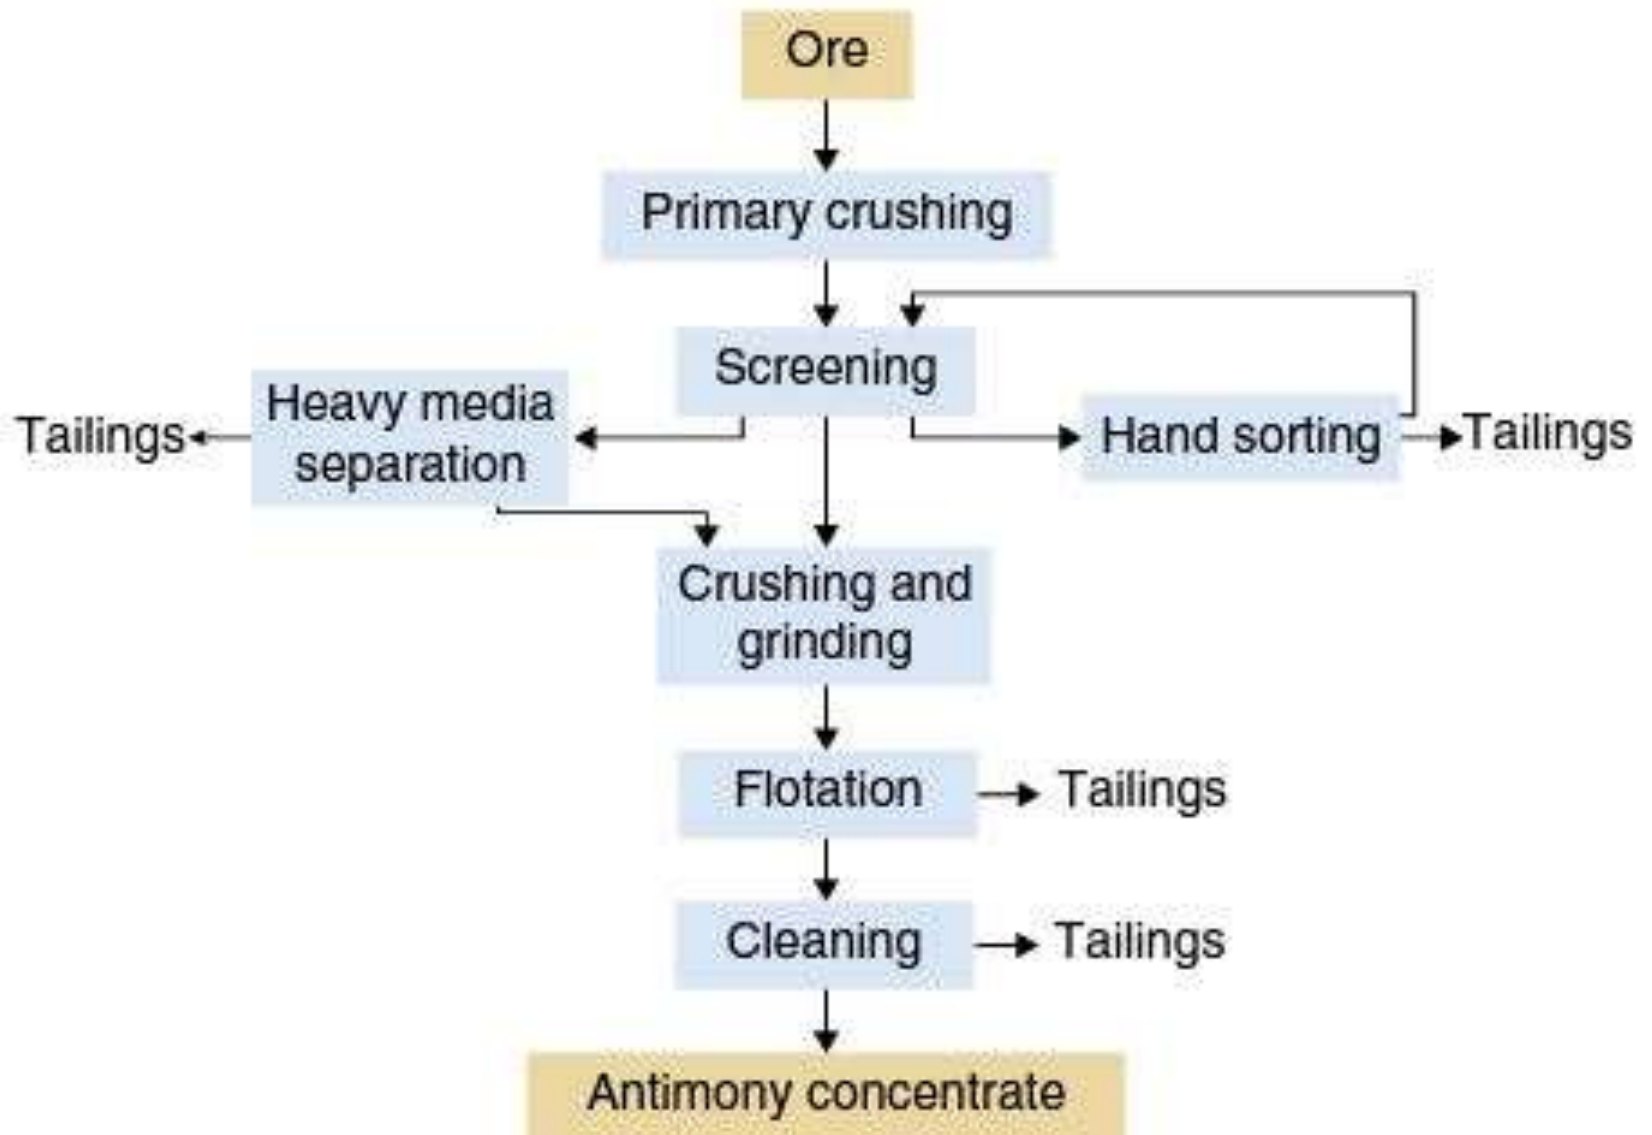 Ore
Primary crushing
Screening
Heavy media
separation
Tailings
Hand sorting
Tailings
Crushing and
grinding
Flotation
Tailings
Cleaning
Tailings
Antimony concentrate